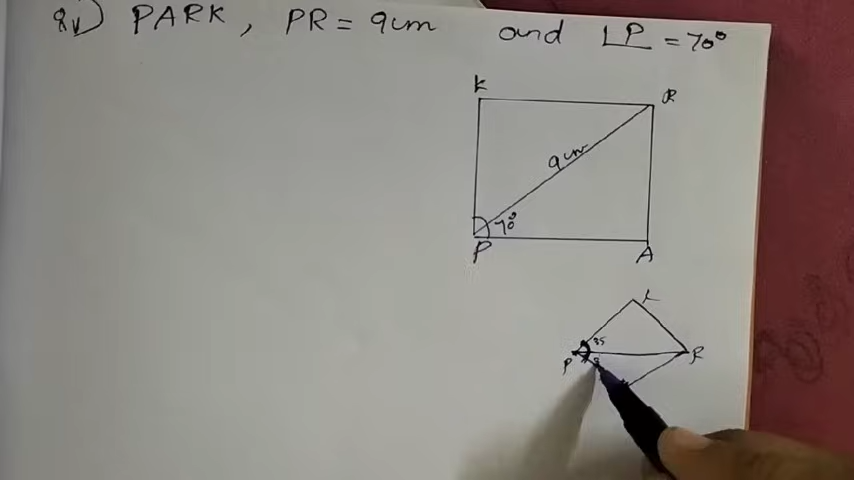 iv) PARK, PR = 9cm and ∠P = 70°
K R
9cm
70°
P A
K
35
P R